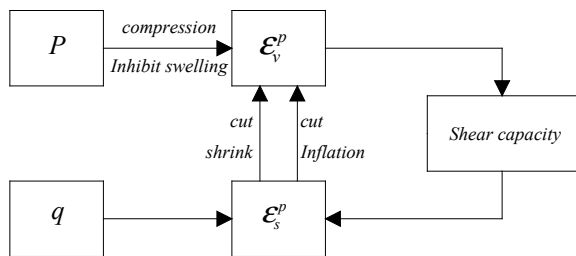 P
compression
Inhibit swelling
ε_v^p
cut
shrink
cut
Inflation
Shear capacity
q
ε_s^p